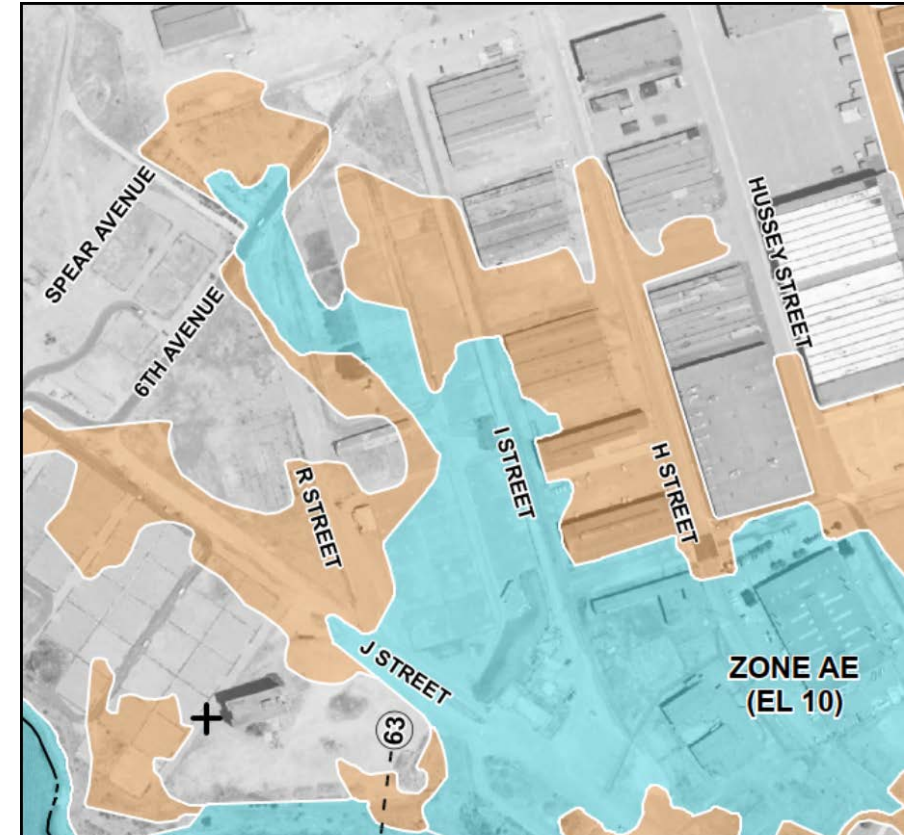 SPEAR AVENUE
6TH AVENUE
HUSSEY STREET
I STREET
H STREET
R STREET
J STREET
ZONE AE
(EL 10)
63